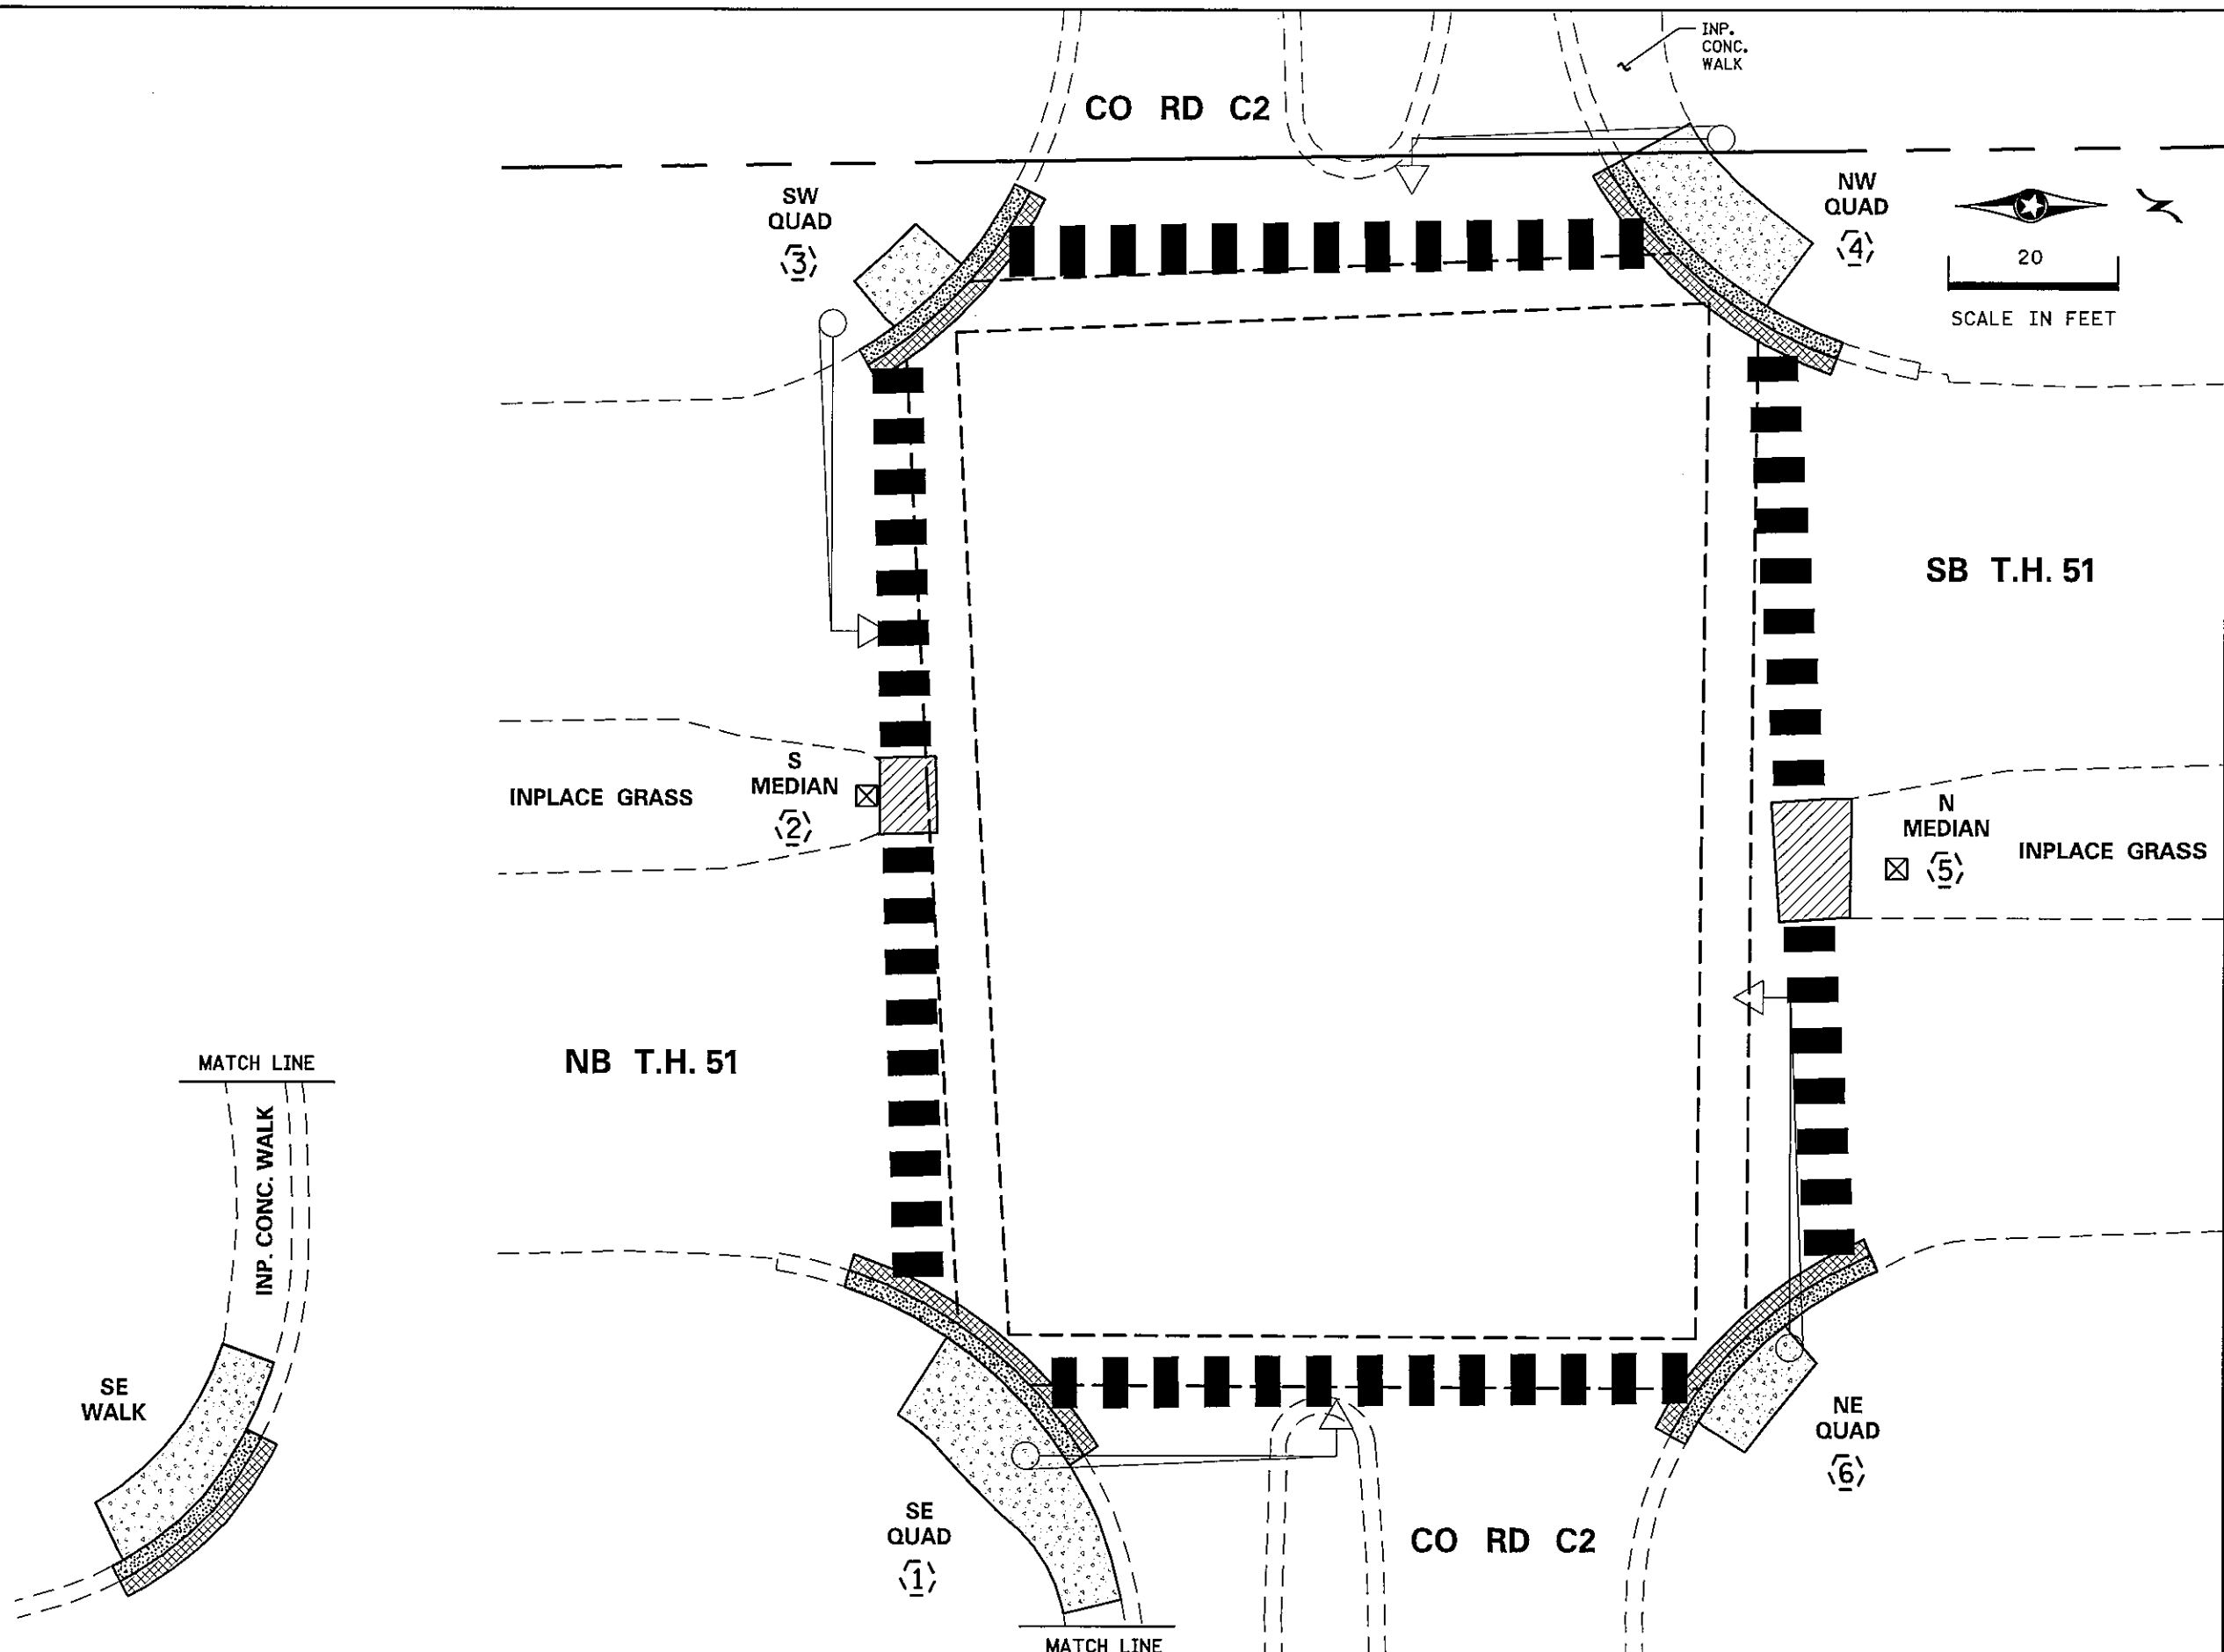 INP.
CONC.
WALK
CO RD C2
SW
QUAD
3
NW
QUAD
4
20
SCALE IN FEET
SB T.H. 51
S
MEDIAN
2
INPLACE GRASS
N
MEDIAN
5
INPLACE GRASS
NB T.H. 51
MATCH LINE
INP. CONC. WALK
SE
WALK
SE
QUAD
1
NE
QUAD
6
CO RD C2
MATCH LINE